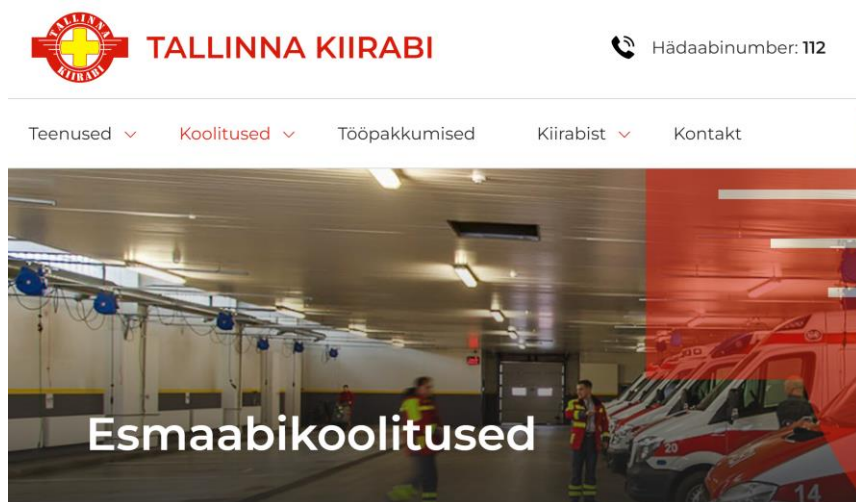 TALLINNA
KIIRABI
TALLINNA KIIRABI
Hädaabinumber: 112
Teenused
Koolitused
Tööpakkumised
Kiirabist
Kontakt
Esmaabikoolitused
20
14